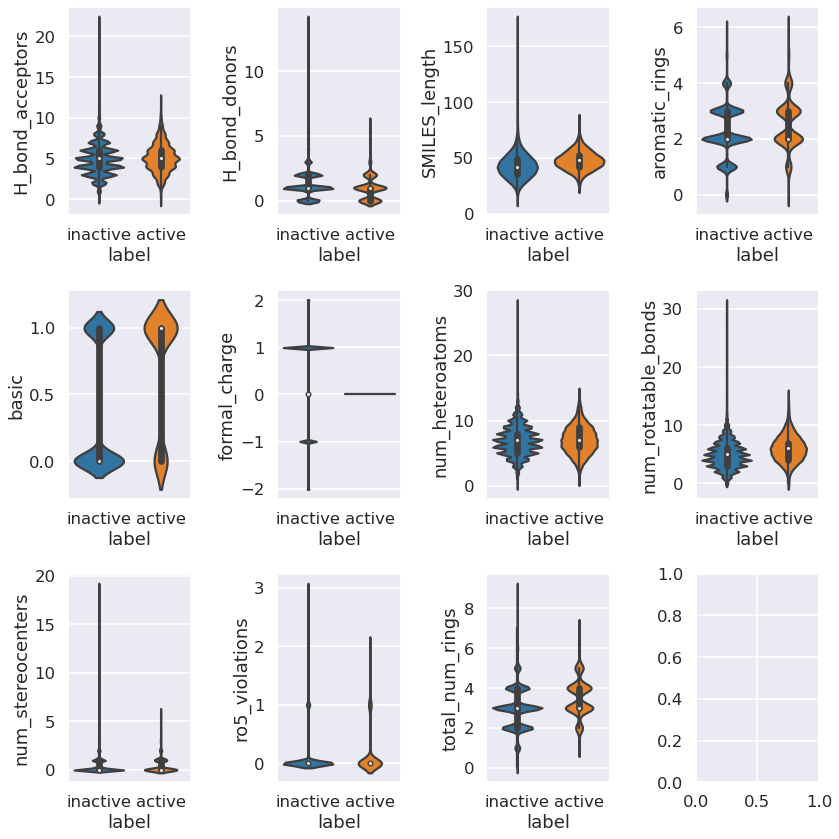 H_bond_acceptors
20
15
10
5
0
inactive active
label
H_bond_donors
10
5
0
inactive active
label
SMILES_length
150
100
50
0
inactive active
label
aromatic_rings
6
4
2
0
inactive active
label
basic
1.0
0.5
0.0
inactive active
label
formal_charge
2
1
0
−1
−2
inactive active
label
num_heteroatoms
30
20
10
0
inactive active
label
num_rotatable_bonds
30
20
10
0
inactive active
label
num_stereocenters
20
15
10
5
0
inactive active
label
ro5_violations
3
2
1
0
inactive active
label
total_num_rings
8
6
4
2
0
inactive active
label
1.0
0.8
0.6
0.4
0.2
0.0
0.0 0.5 1.0